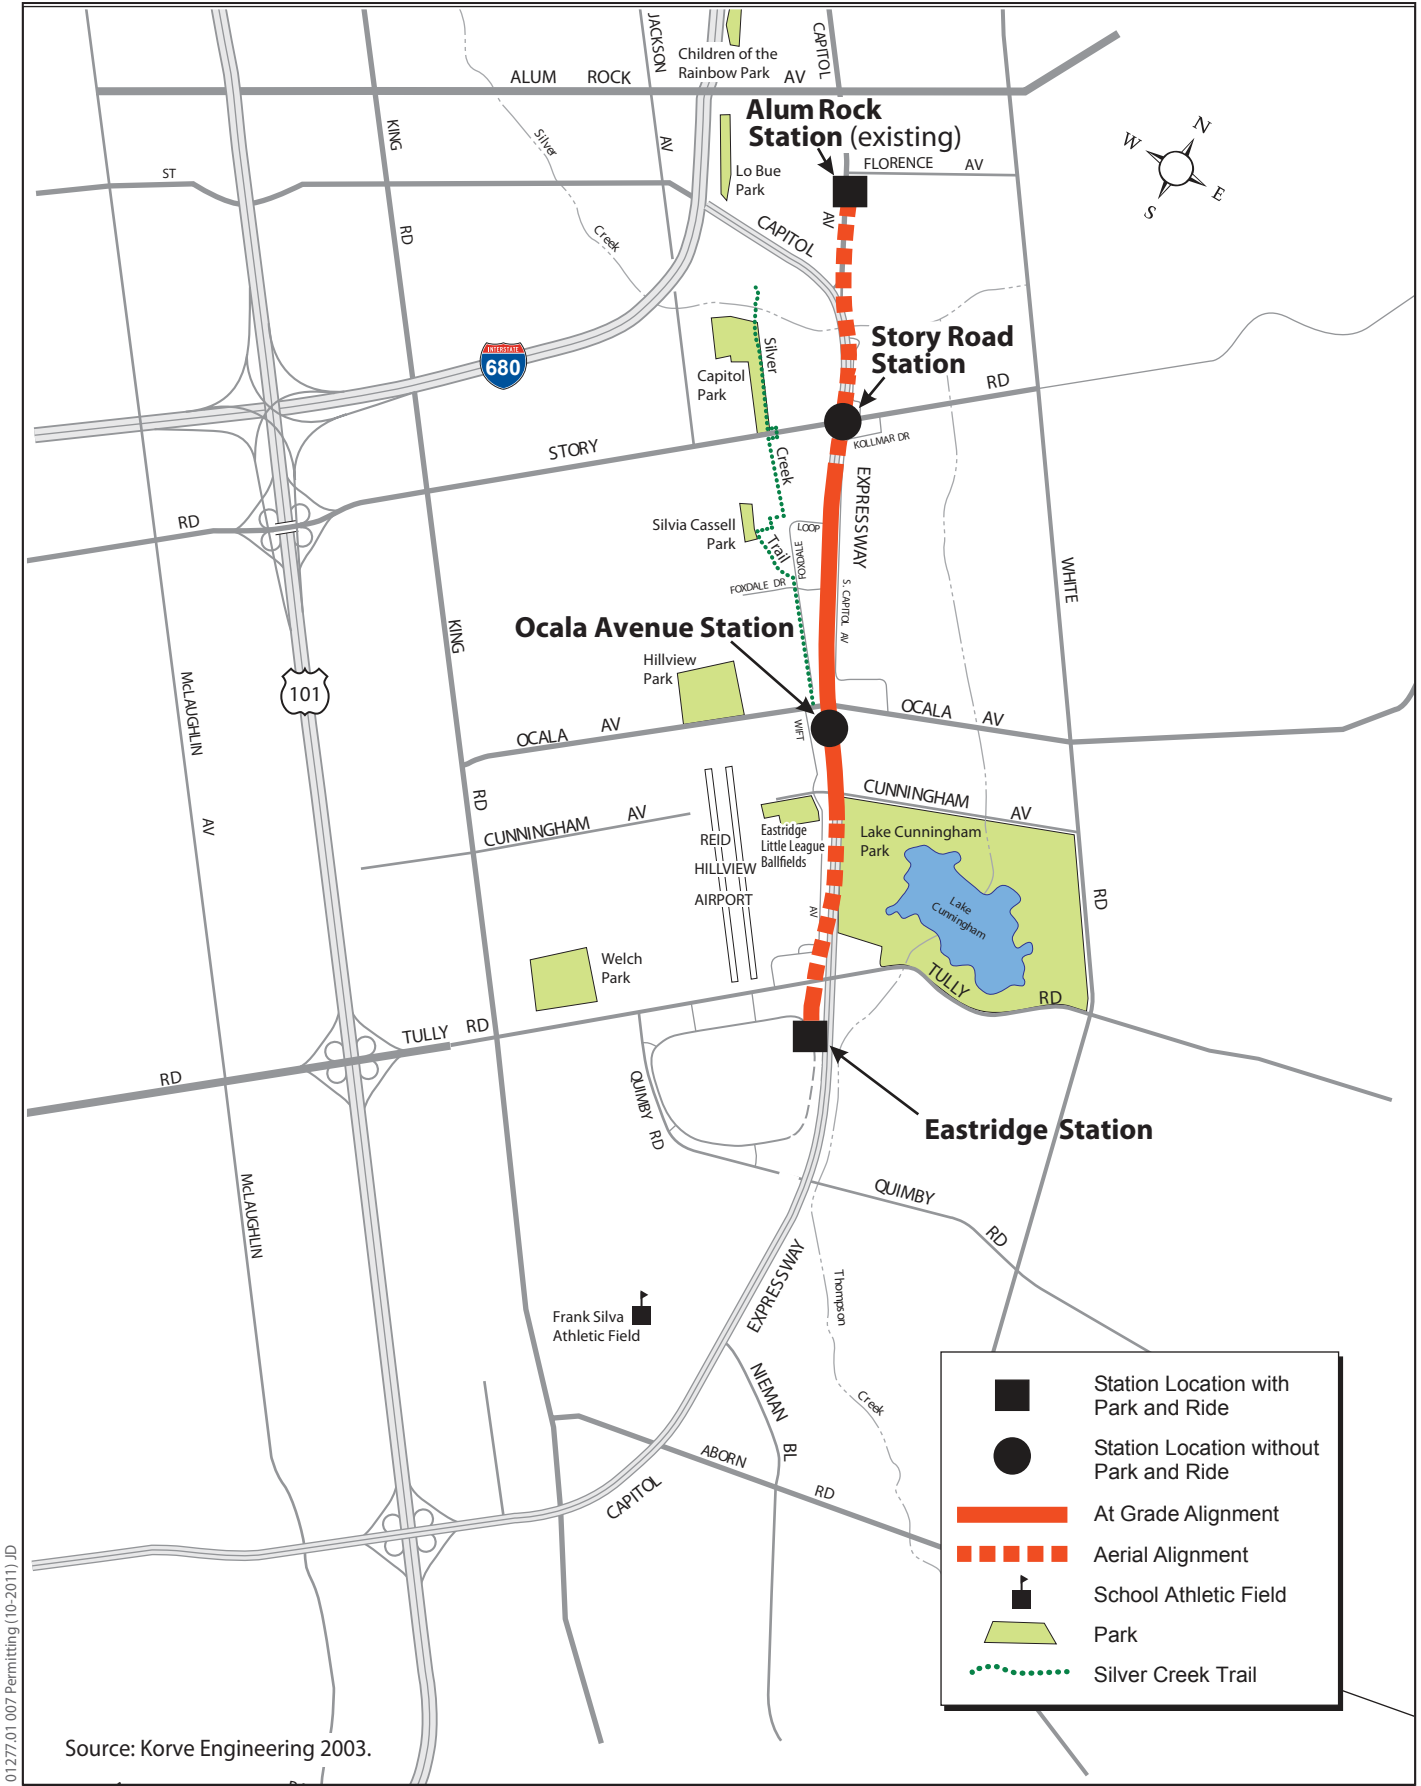 JACKSON
AV
Children of the
Rainbow Park
CAPITOL
ALUM ROCK AV
Alum Rock
Station (existing)
FLORENCE AV
N
W
E
S
KING
RD
Silver
Creek
ST
Lo Bue
Park
AV
CAPITOL
INTERSTATE
680
Story Road
Station
RD
Silver
Capitol
Park
STORY
KOLLMAR DR
Creek
EXPRESSWAY
RD
Silvia Cassell
Park
Trail
LOOP
FOXDALE
FOXDALE DR
S. CAPITOL AV
WHITE
KING
Ocala Avenue Station
Hillview
Park
McLAUGHLIN
101
OCALA AV
OCALA AV
WIFT
RD
AV
CUNNINGHAM AV
CUNNINGHAM AV
REID
HILLVIEW
AIRPORT
Eastridge
Little League
Ballfields
Lake Cunningham
Park
Lake
Cunningham
RD
AV
Welch
Park
TULLY
RD
TULLY RD
RD
QUIMBY RD
Eastridge Station
McLAUGHLIN
QUIMBY
RD
EXPRESSWAY
Thompson
Creek
Frank Silva
Athletic Field
NIEMAN
BL
ABORN
RD
CAPITOL
Station Location with
Park and Ride
Station Location without
Park and Ride
At Grade Alignment
Aerial Alignment
School Athletic Field
Park
Silver Creek Trail
Source: Korve Engineering 2003.
01277.01 007 Permitting (10-2011) JD